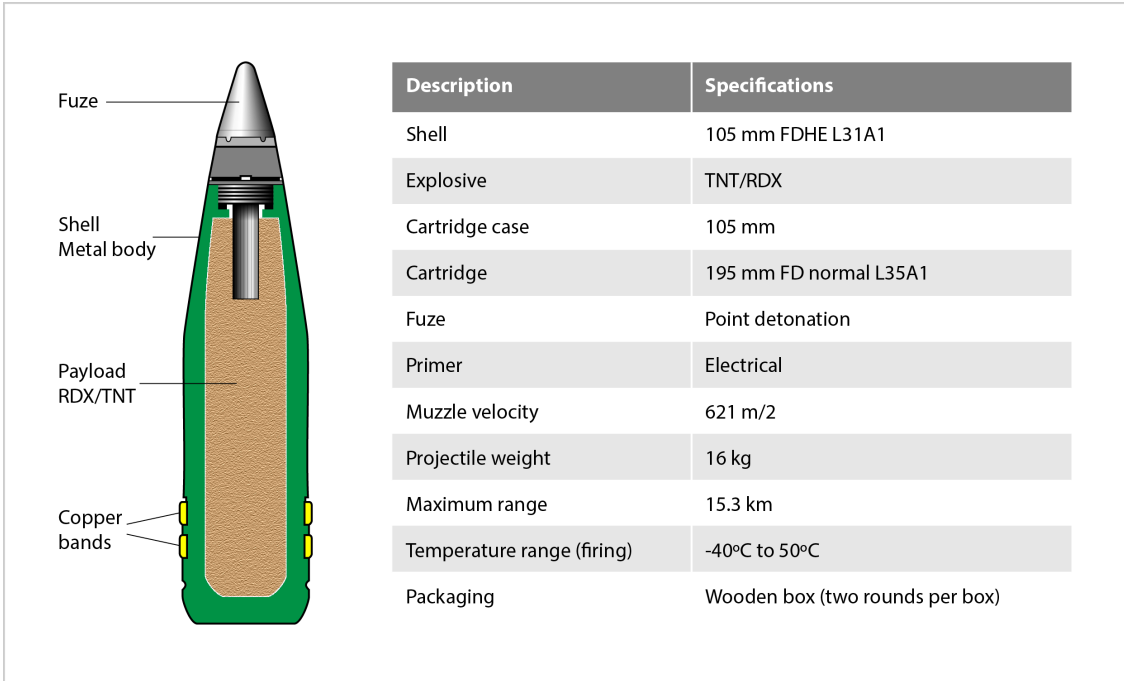 Fuze
Shell
Metal body
Payload
RDX/TNT
Copper
bands
Description Specifications
Shell 105 mm FDHE L31A1
Explosive TNT/RDX
Cartridge case 105 mm
Cartridge 195 mm FD normal L35A1
Fuze Point detonation
Primer Electrical
Muzzle velocity 621 m/2
Projectile weight 16 kg
Maximum range 15.3 km
Temperature range (firing) -40ºC to 50ºC
Packaging Wooden box (two rounds per box)